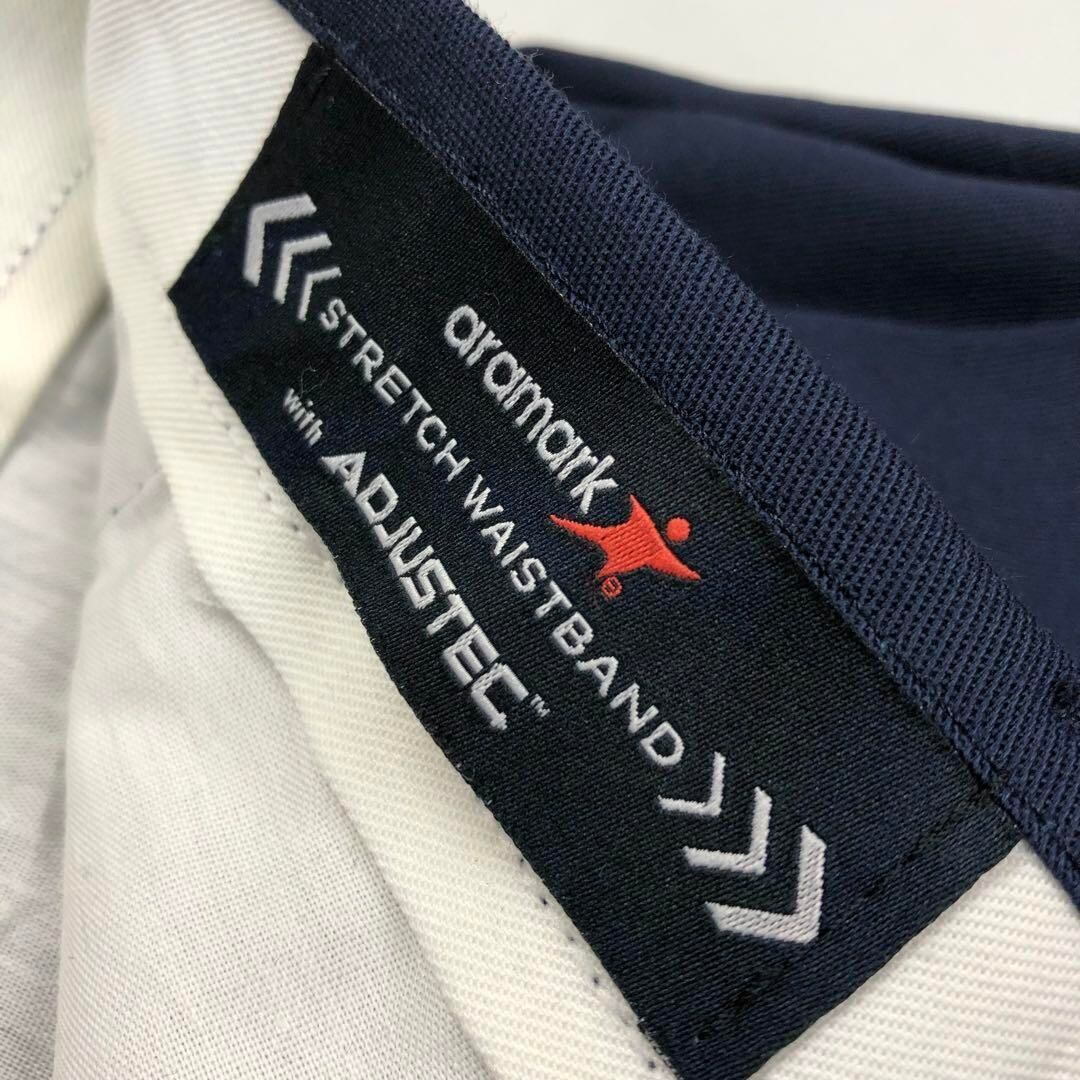 aramark®
STRETCH WAISTBAND
with ADJUSTEC™